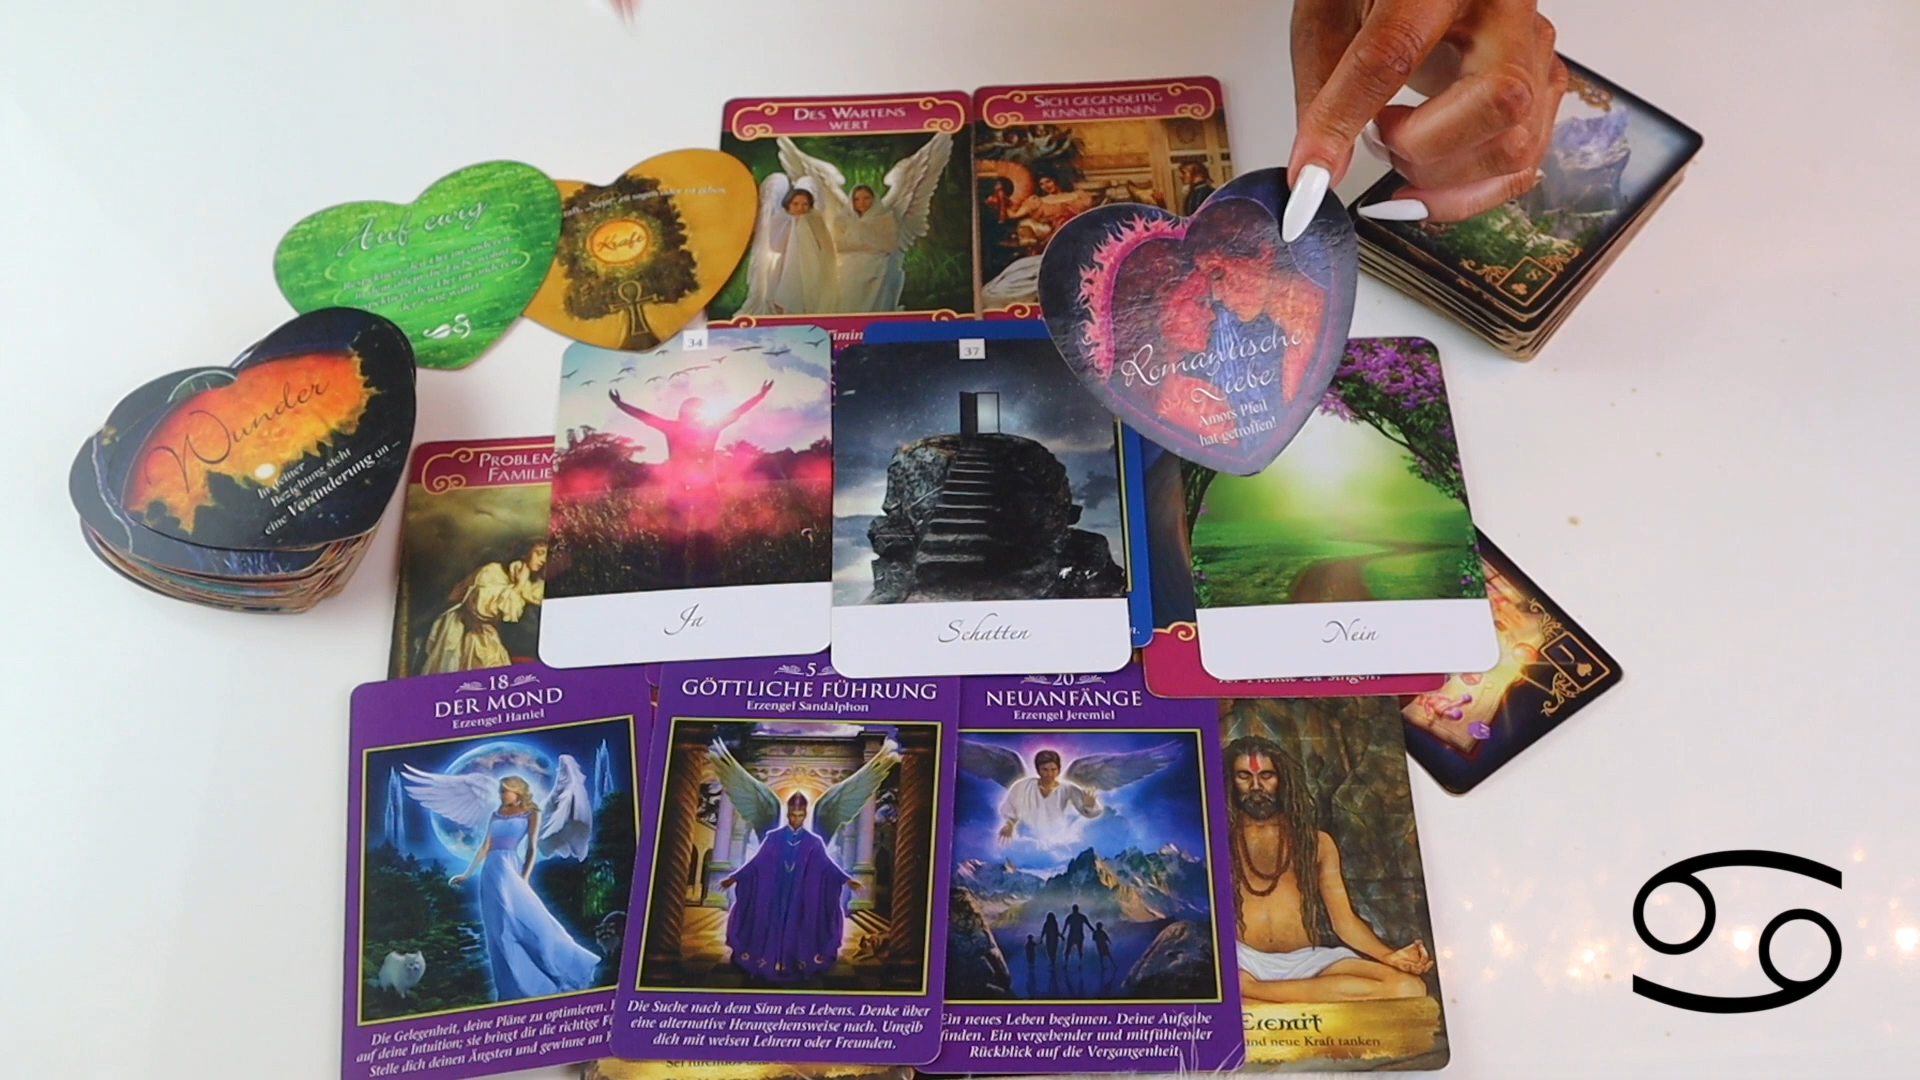 DES WARTENS
WERT
SICH GEGENSEITIG
KENNENLERNEN
Auf ewig
Kraft
Romantische
Liebe
Amors Pfeil
hat getroffen!
Wunder
In deiner
Beziehung steht
eine Veränderung an ...
34
37
PROBLEM
FAMILIE
Ja
Schatten
Nein
18
DER MOND
Erzengel Haniel
5
GÖTTLICHE FÜHRUNG
Erzengel Sandalphon
20
NEUANFÄNGE
Erzengel Jeremiel
Die Gelegenheit, deine Pläne zu optimieren.
auf deine Intuition; sie bringt dir die richtige
Stelle dich deinen Ängsten und gewinne an
Die Suche nach dem Sinn des Lebens. Denke über
eine alternative Herangehensweise nach. Umgib
dich mit weisen Lehrern oder Freunden.
Ein neues Leben beginnen. Deine Aufgabe
finden. Ein vergebender und mitfühlender
Rückblick auf die Vergangenheit
Eremit
und neue Kraft tanken